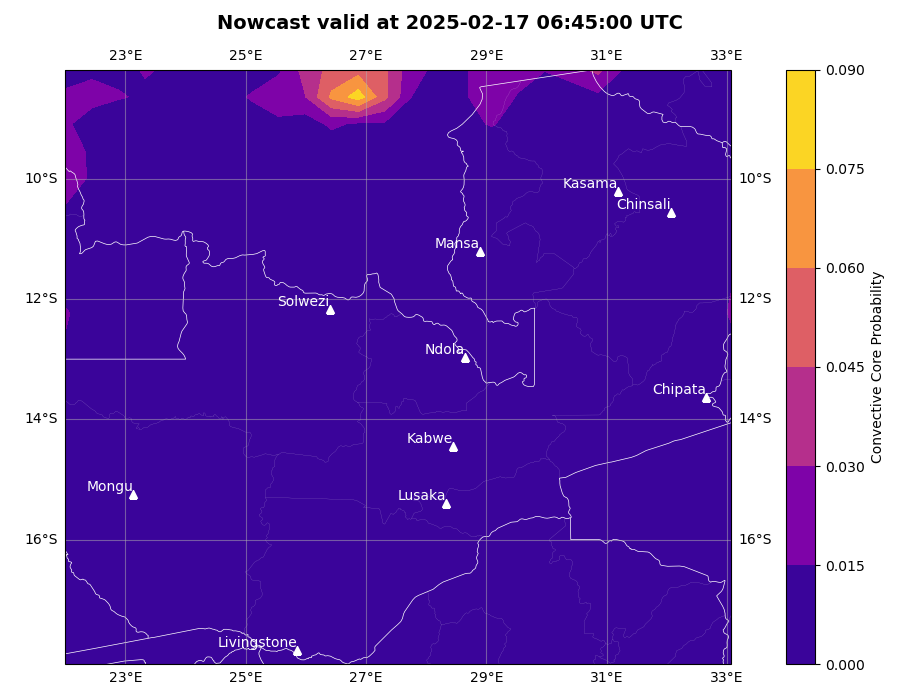 Nowcast valid at 2025-02-17 06:45:00 UTC
23°E 25°E 27°E 29°E 31°E 33°E
0.090
0.075
10°S 10°S
Kasama
Chinsali
Mansa
0.060
12°S 12°S
Solwezi
Ndola
0.045
Convective Core Probability
Chipata
14°S 14°S
Kabwe
0.030
Mongu
Lusaka
16°S 16°S
0.015
Livingstone
0.000
23°E 25°E 27°E 29°E 31°E 33°E